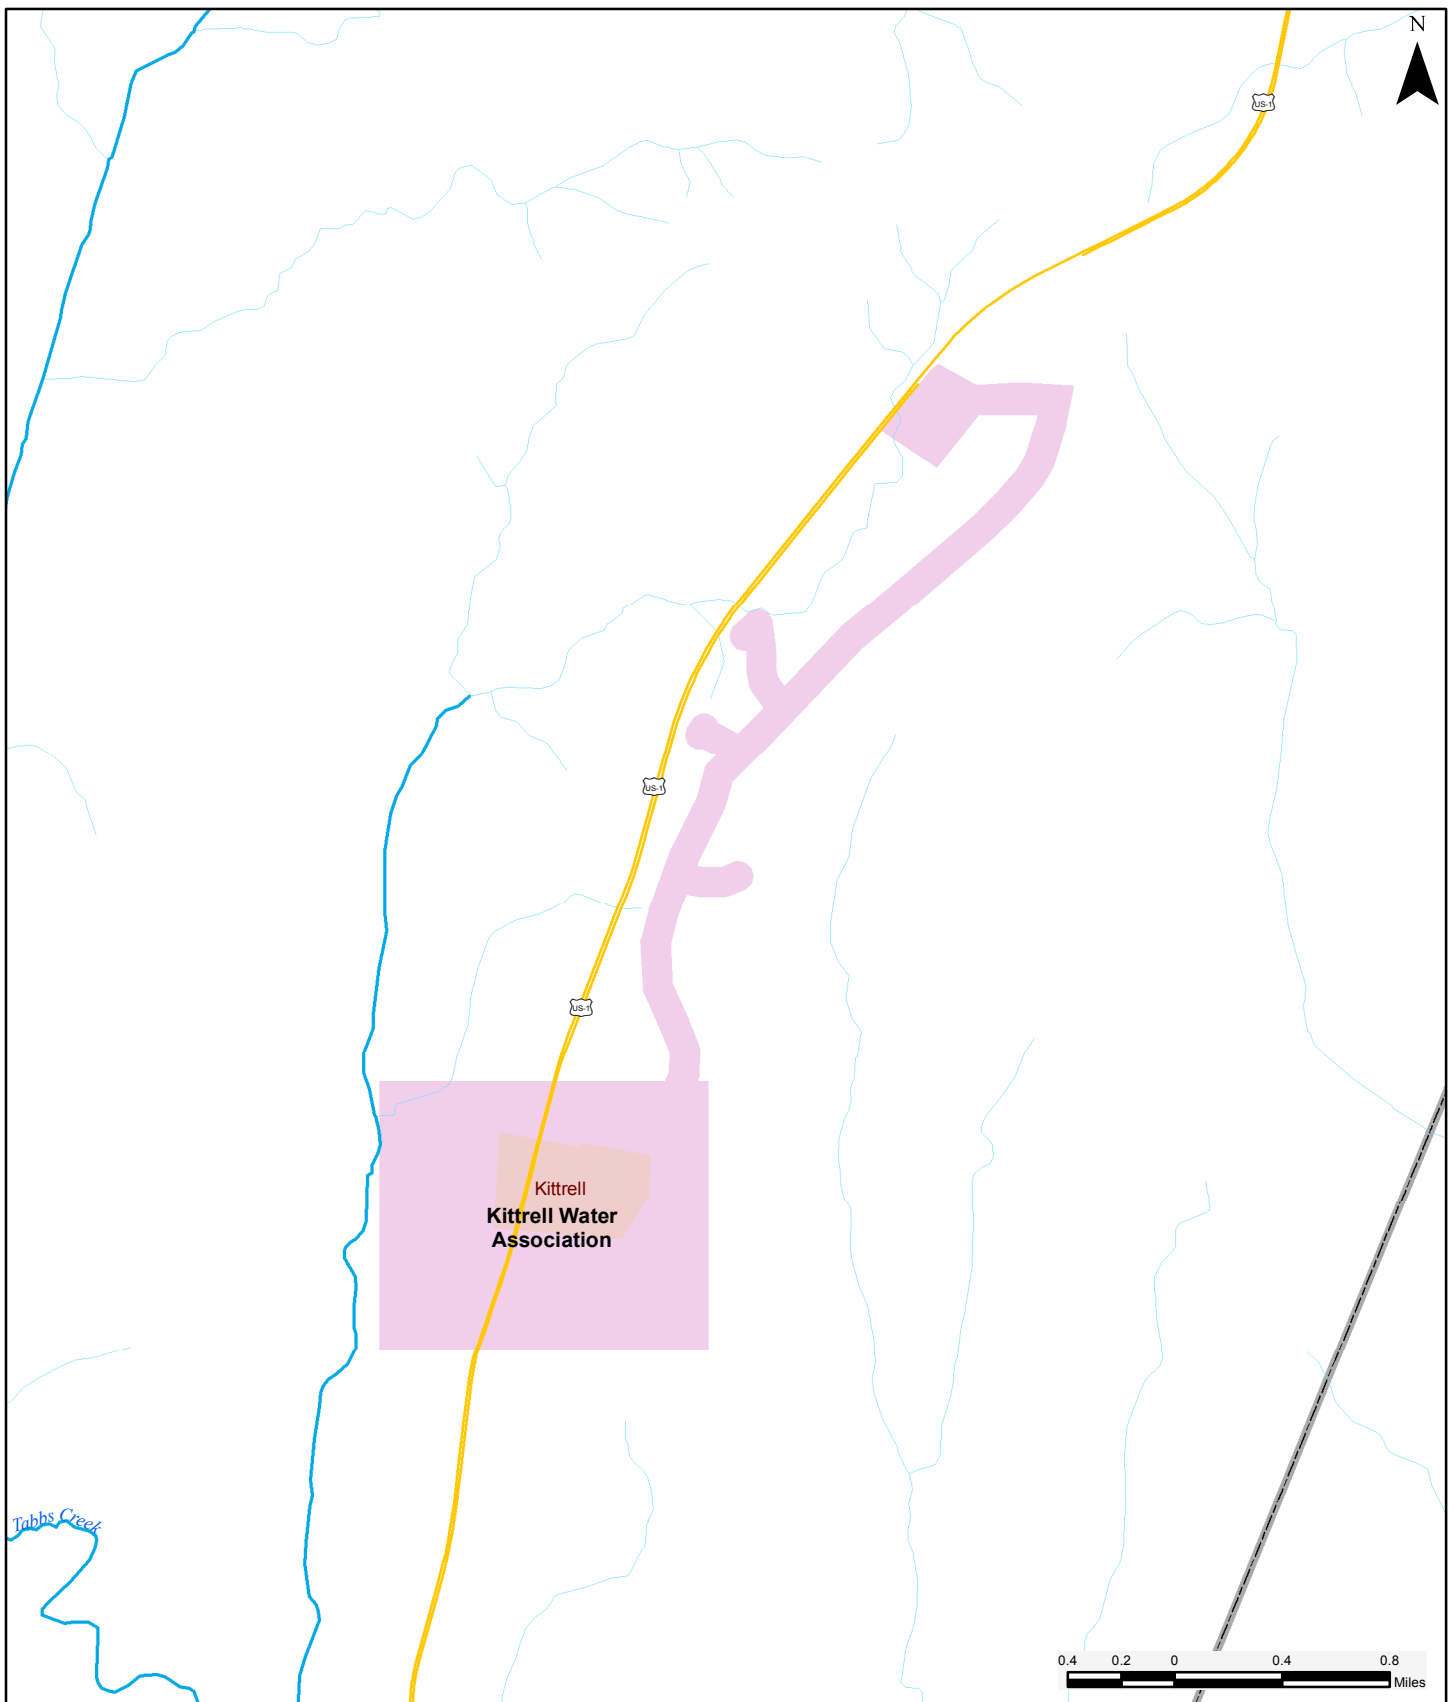 N
US-1
US-1
US-1
Kittrell
Kittrell Water
Association
Tabbs Creek
0.4 0.2 0 0.4 0.8
Miles